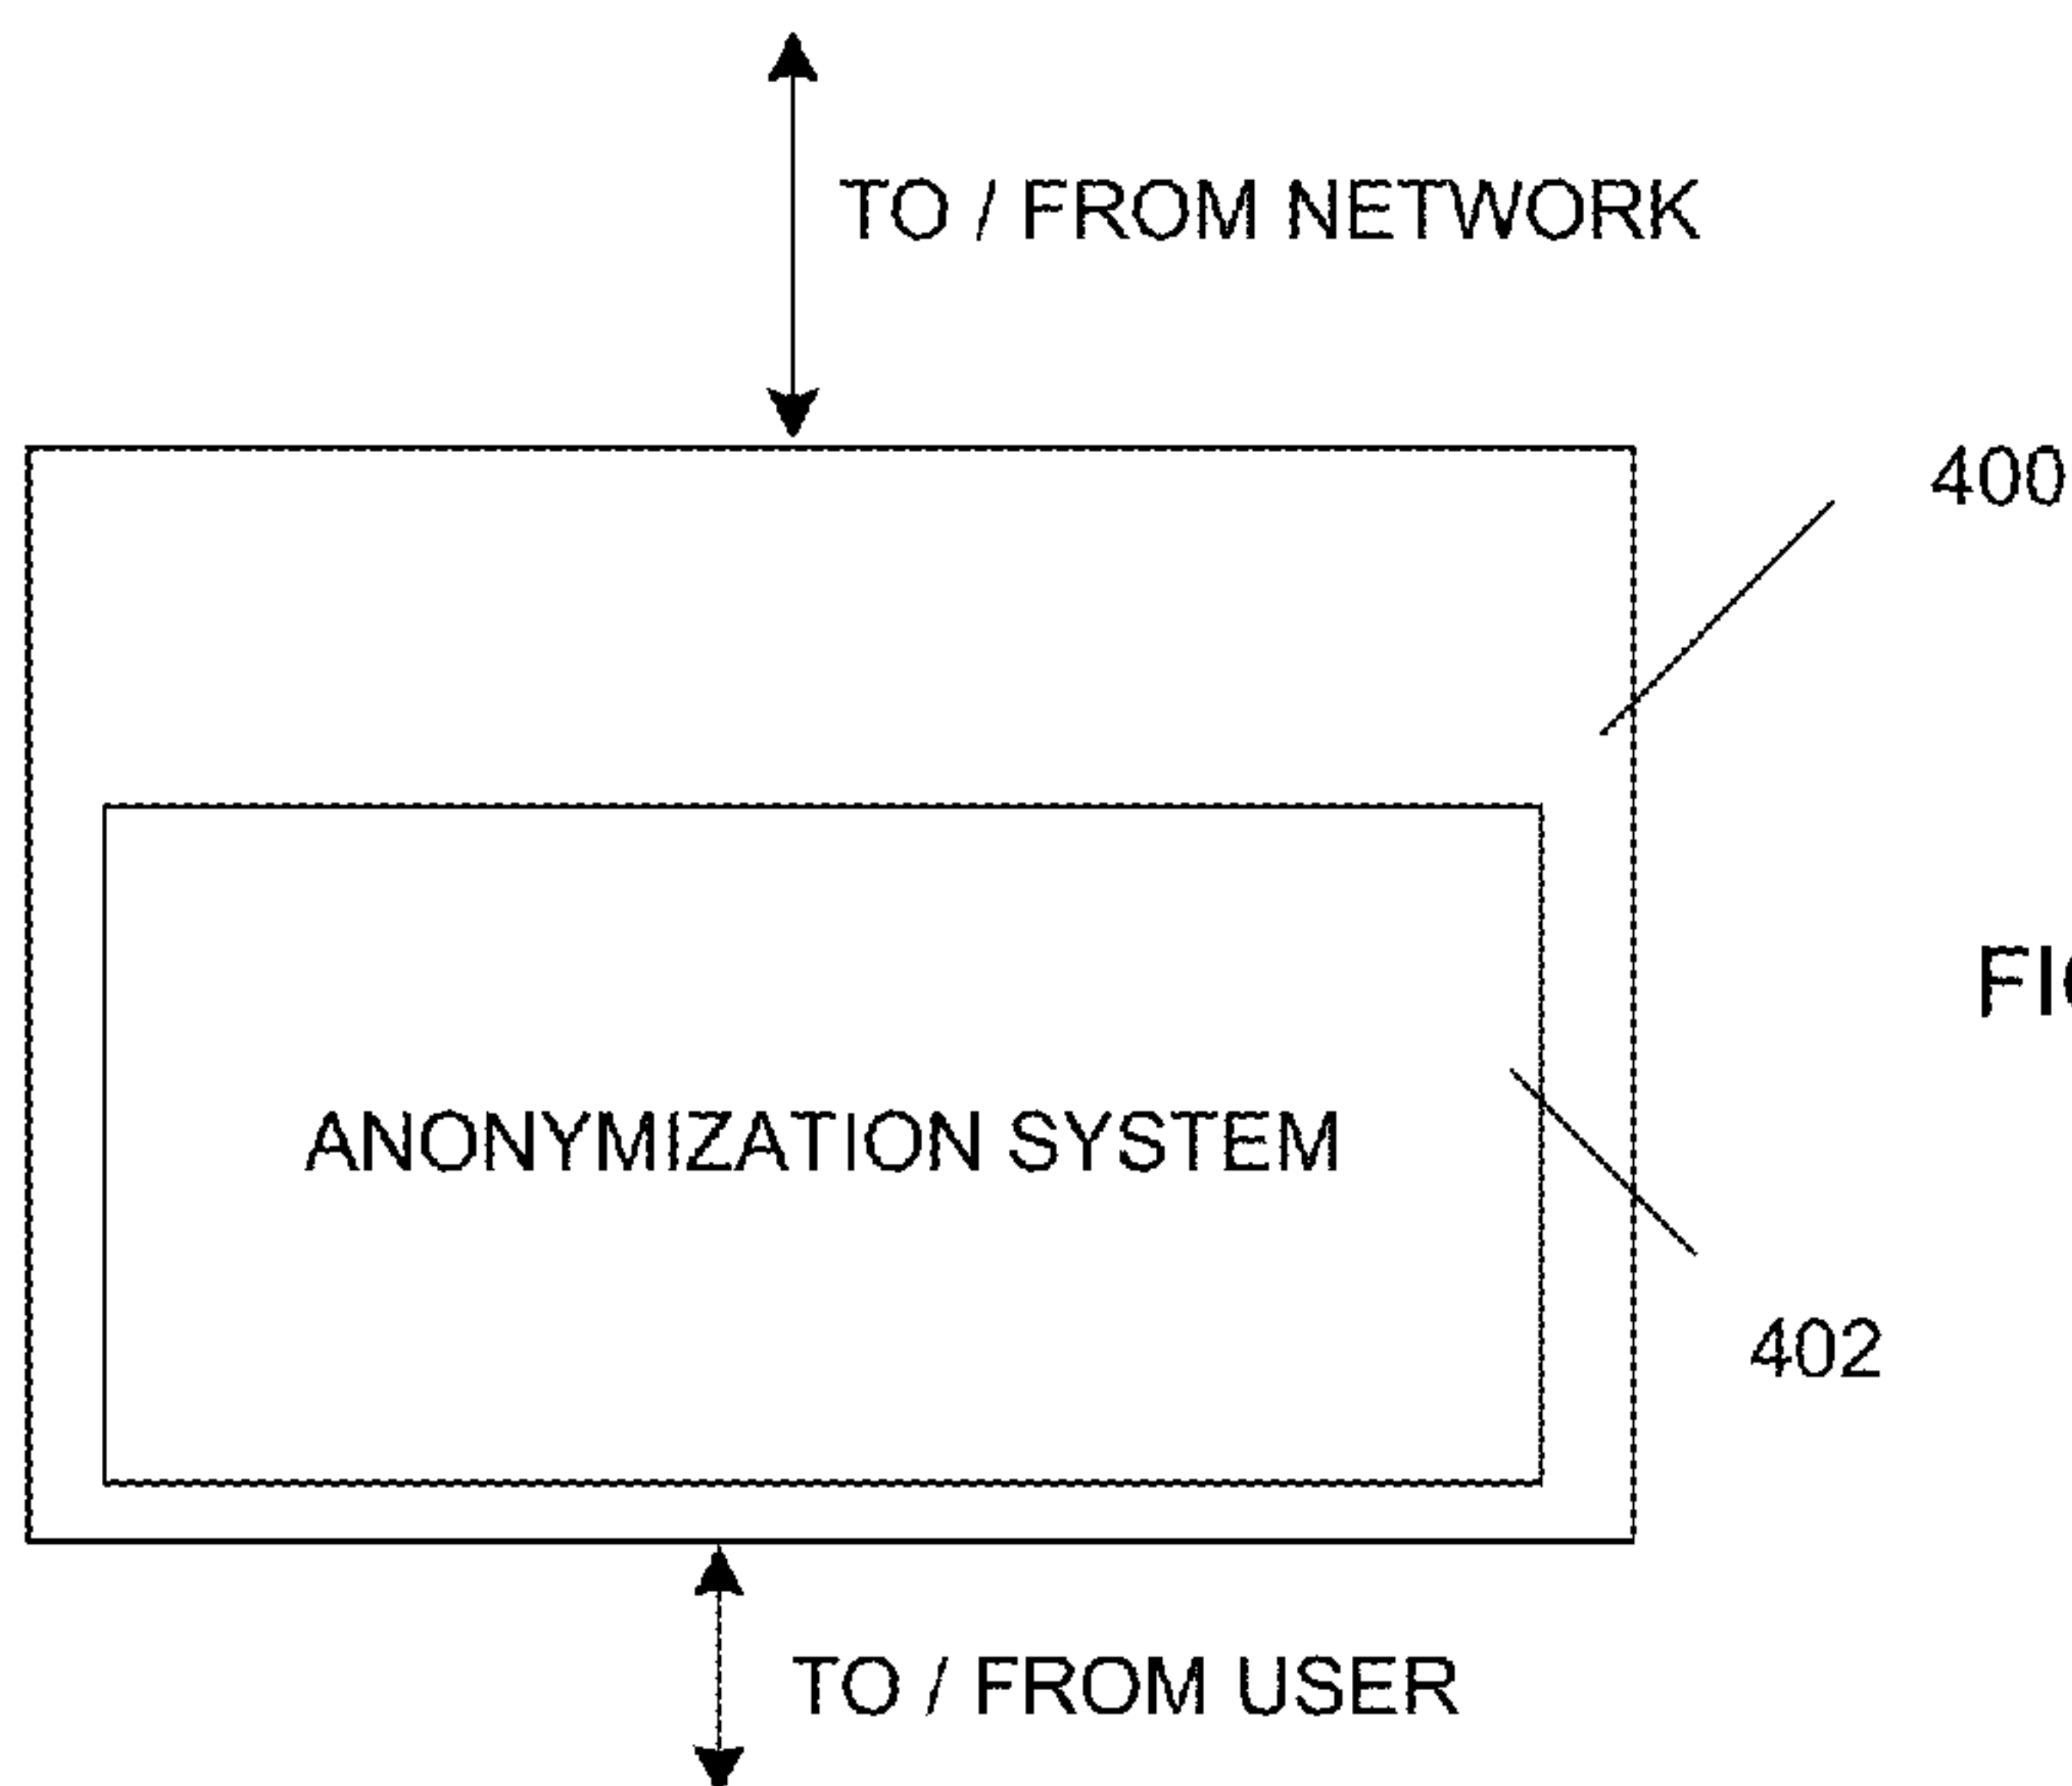 TO / FROM NETWORK
400
ANONYMIZATION SYSTEM
402
TO / FROM USER